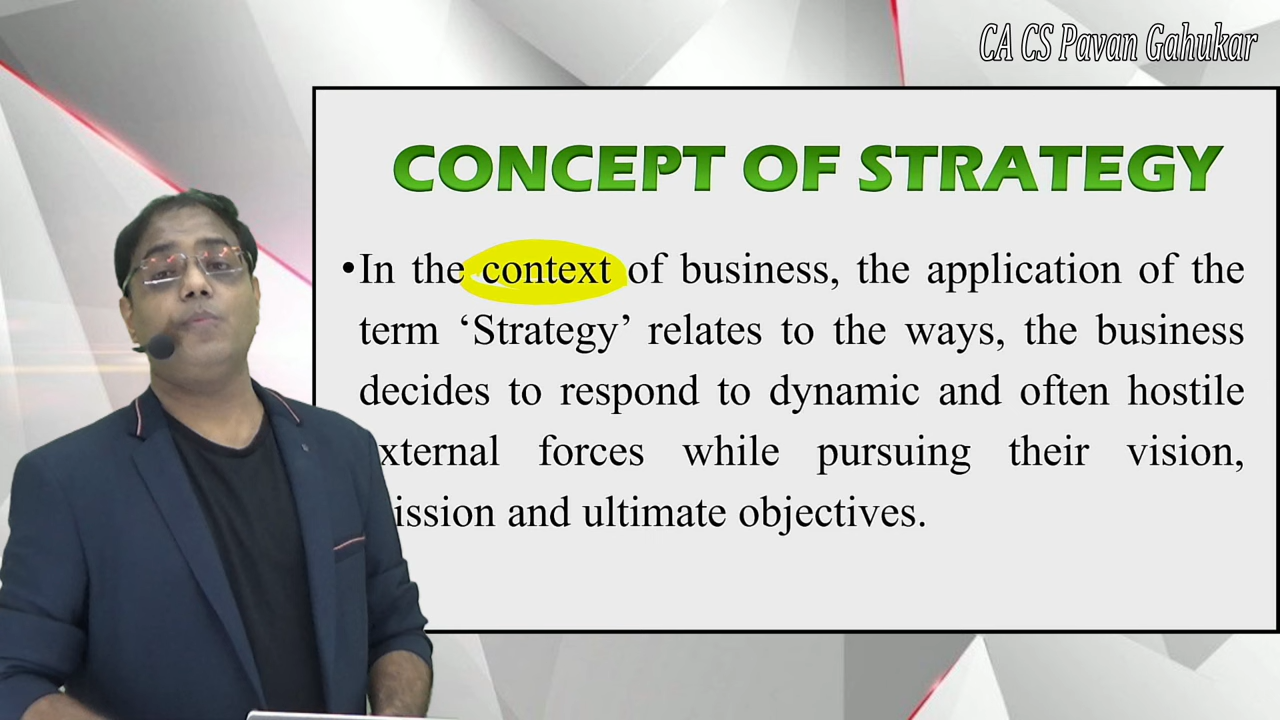 CA CS Pavan Gahukar
CONCEPT OF STRATEGY
•In the context of business, the application of the
term ‘Strategy’ relates to the ways, the business
decides to respond to dynamic and often hostile
xternal forces while pursuing their vision,
ission and ultimate objectives.